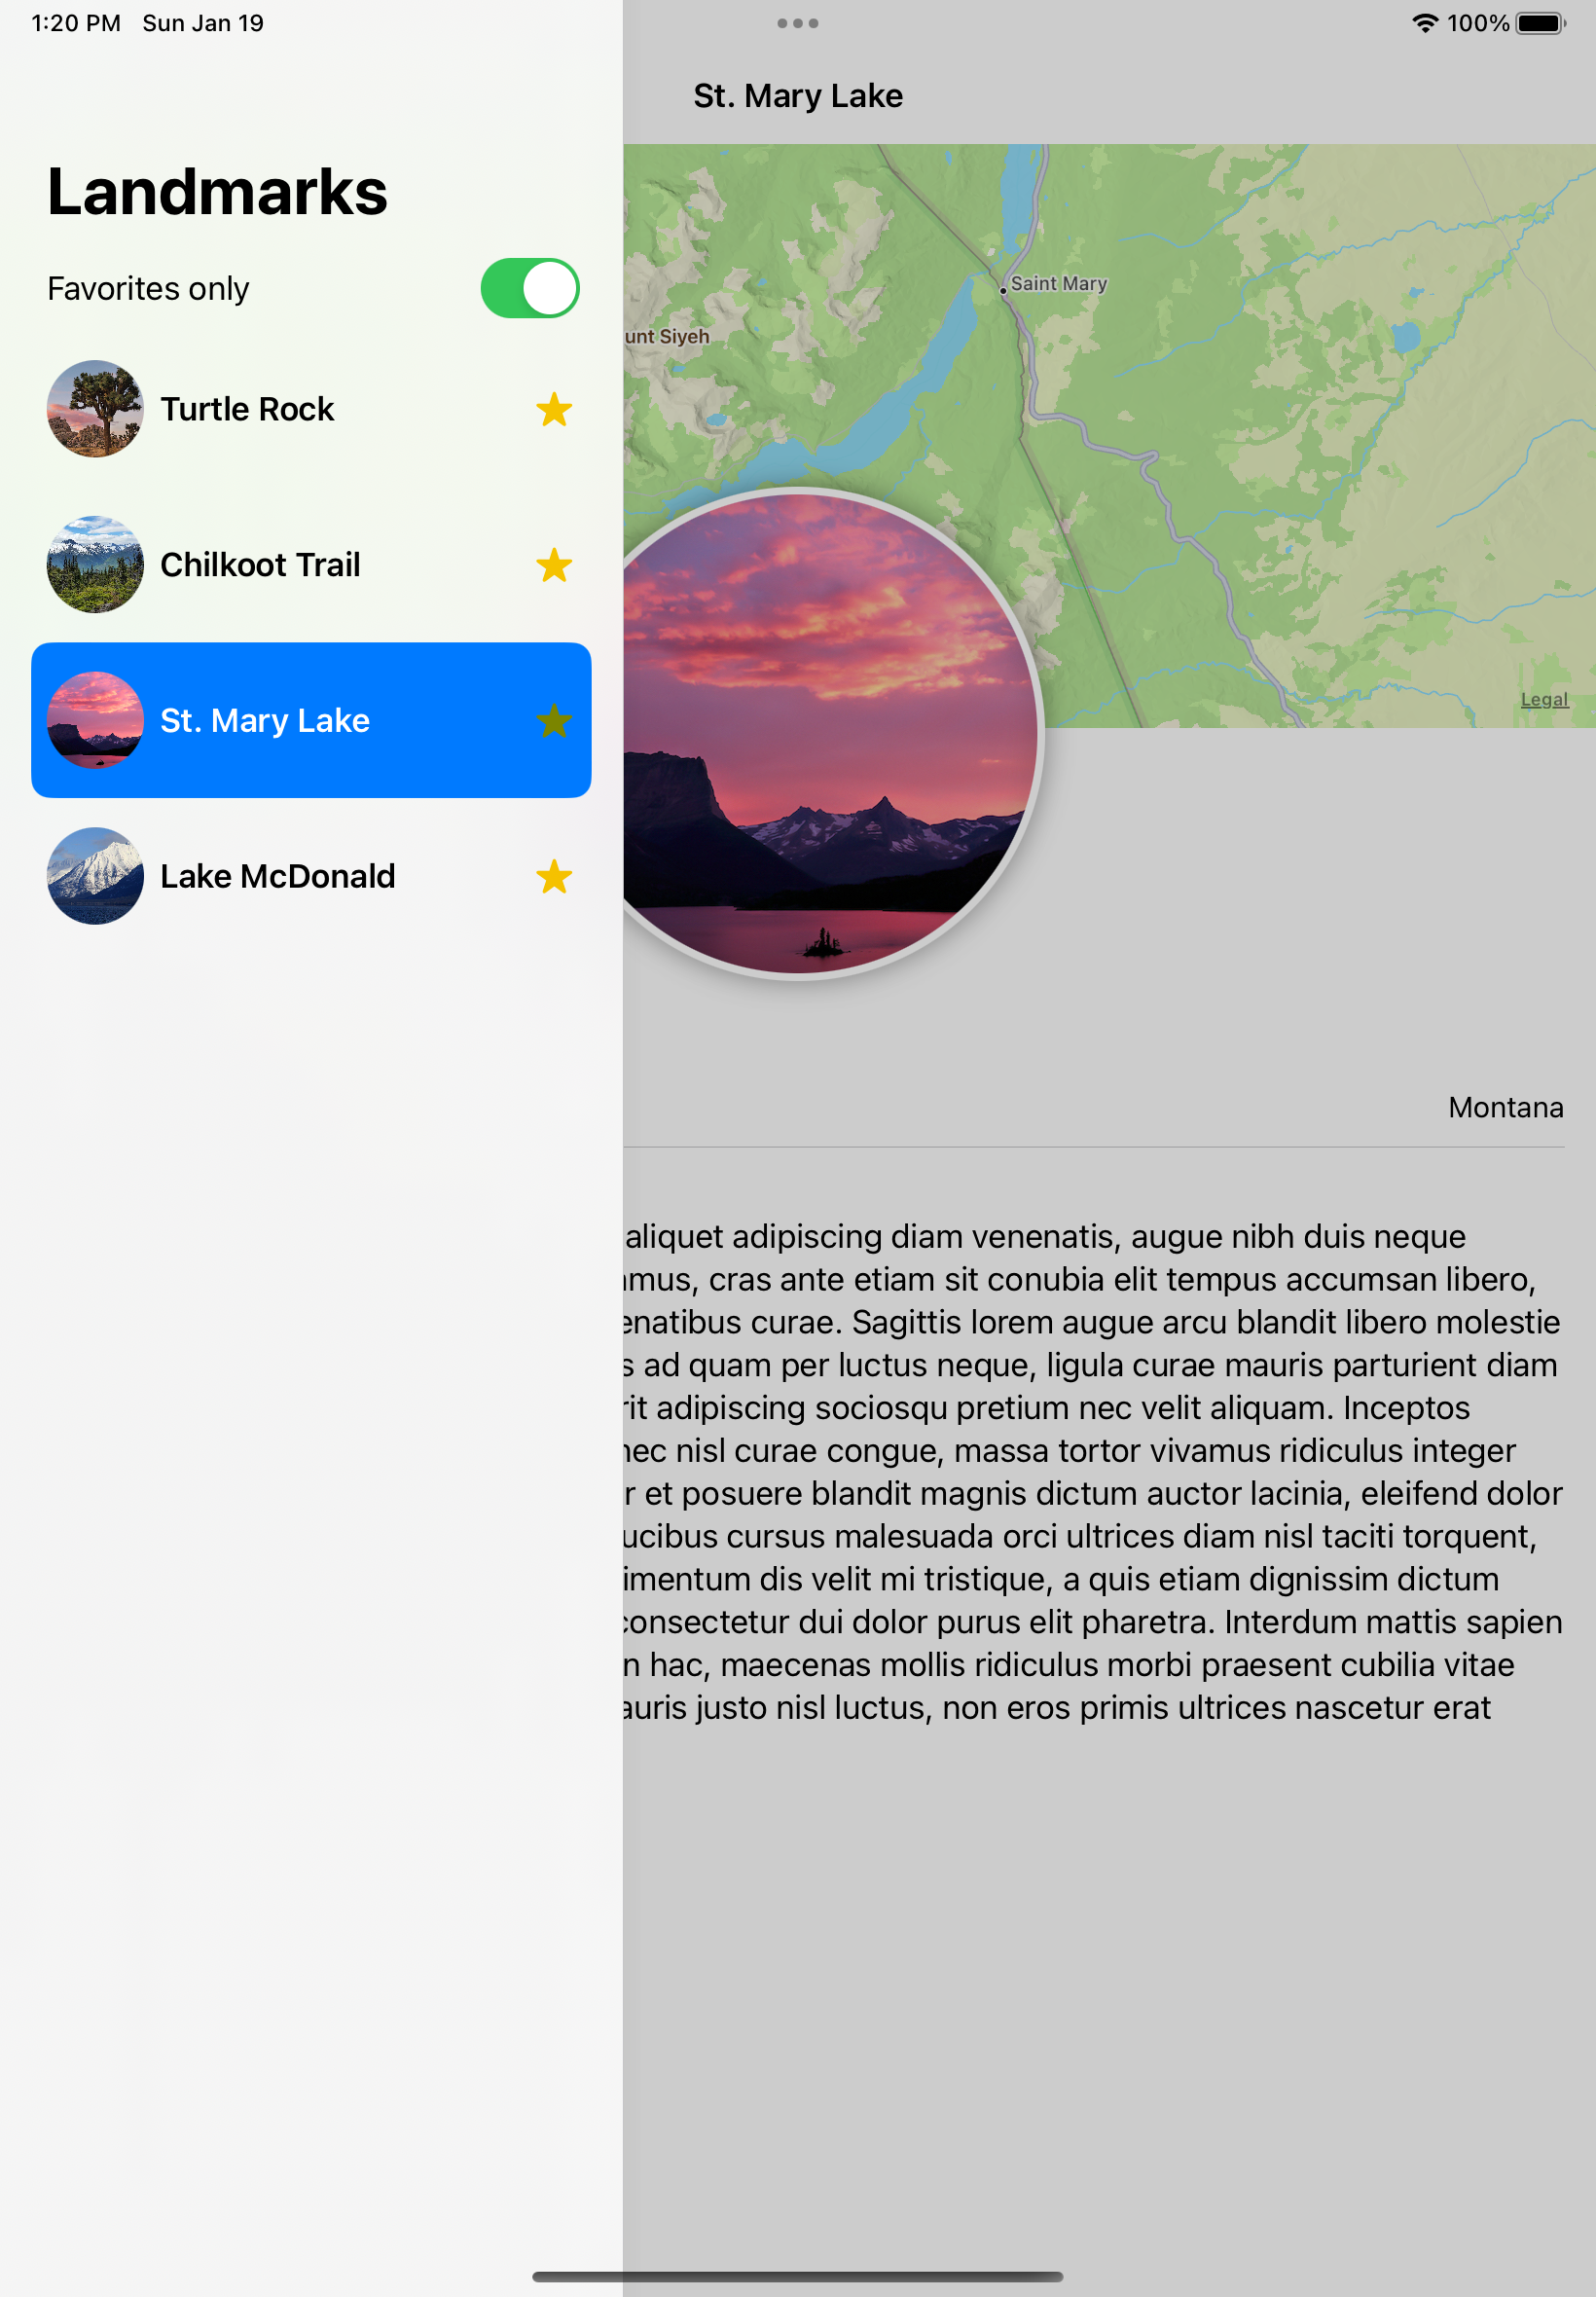 1:20 PM Sun Jan 19
100%
Landmarks
Favorites only
Turtle Rock
Chilkoot Trail
St. Mary Lake
Lake McDonald
St. Mary Lake
Saint Mary
unt Siyeh
Legal
Montana
aliquet adipiscing diam venenatis, augue nibh duis neque
amus, cras ante etiam sit conubia elit tempus accumsan libero,
enatibus curae. Sagittis lorem augue arcu blandit libero molestie
s ad quam per luctus neque, ligula curae mauris parturient diam
rit adipiscing sociosqu pretium nec velit aliquam. Inceptos
nec nisl curae congue, massa tortor vivamus ridiculus integer
r et posuere blandit magnis dictum auctor lacinia, eleifend dolor
ucibus cursus malesuada orci ultrices diam nisl taciti torquent,
imentum dis velit mi tristique, a quis etiam dignissim dictum
consectetur dui dolor purus elit pharetra. Interdum mattis sapien
n hac, maecenas mollis ridiculus morbi praesent cubilia vitae
auris justo nisl luctus, non eros primis ultrices nascetur erat